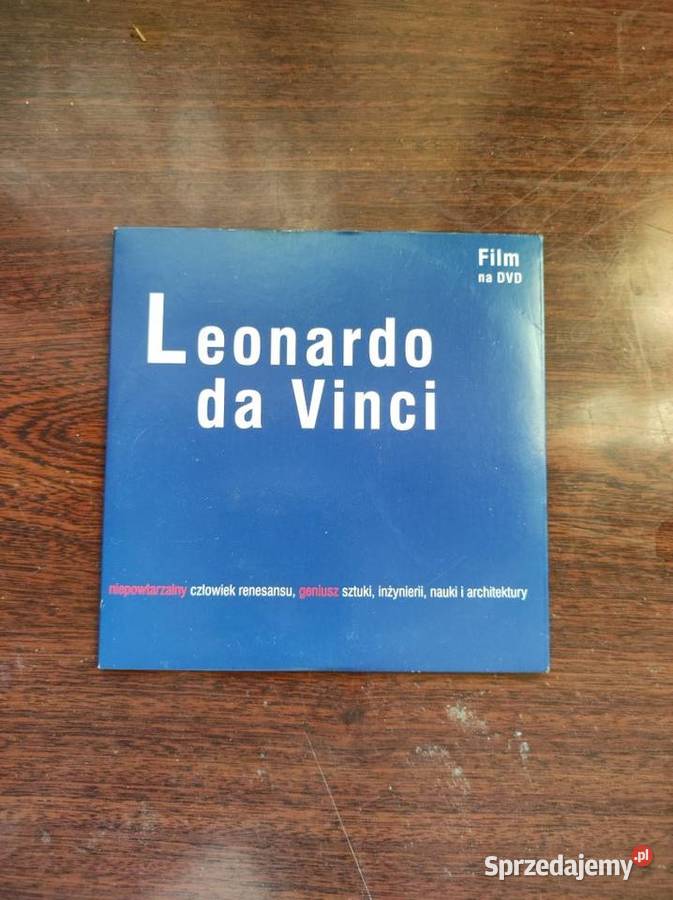 Film
na DVD
Leonardo
da Vinci
niepowtarzalny człowiek renesansu, geniusz sztuki, inżynierii, nauki i architektury
Sprzedajemy.pl